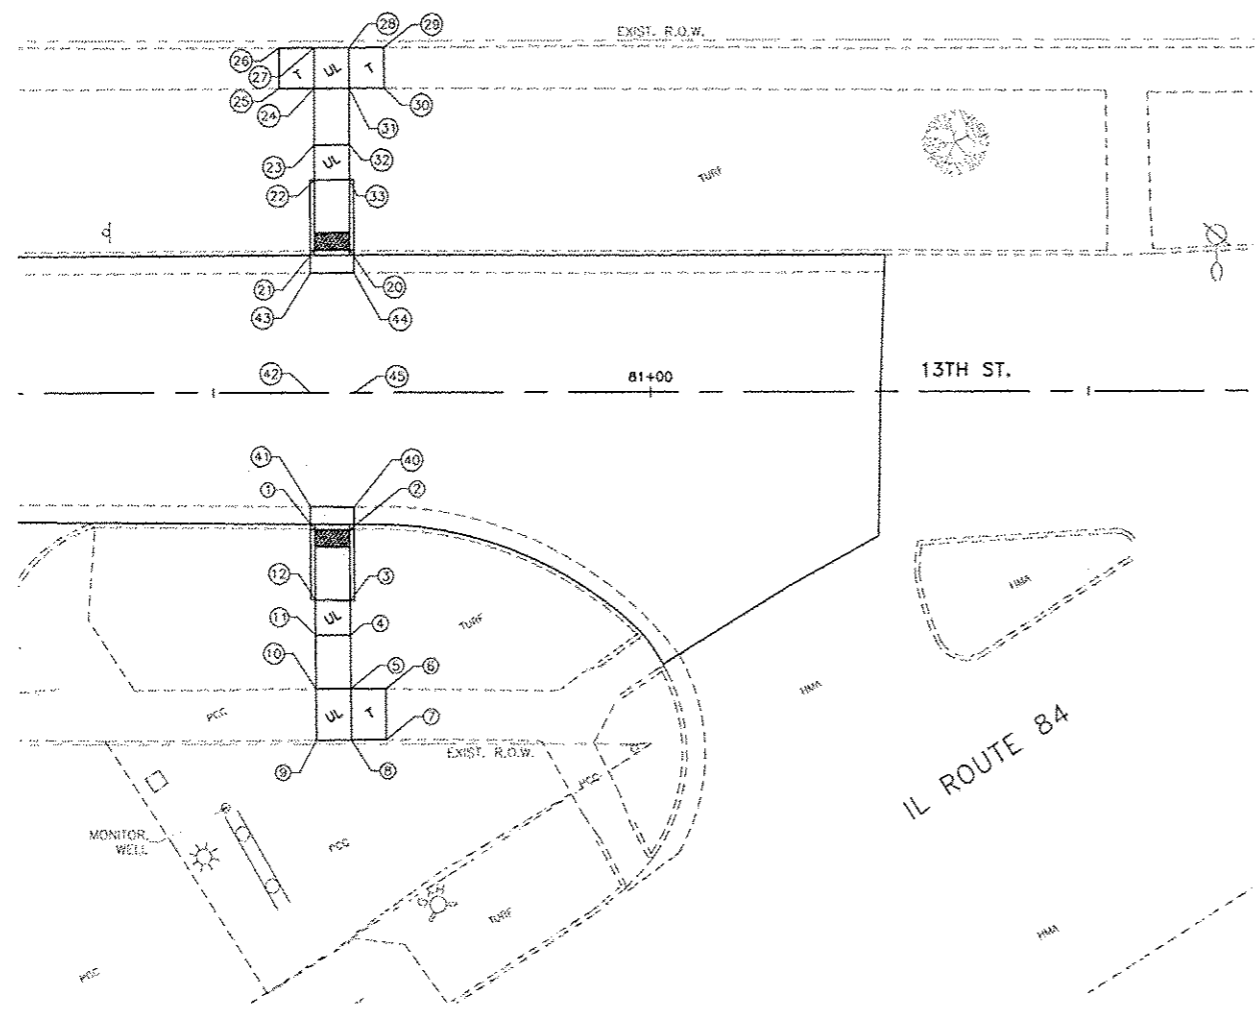 28 29
EXIST. R.O.W.
26
27
T UL T
25
24
30
31
23
UL
32
TURF
22
33
21
20
43
44
42
45
81+00
13TH ST.
41
40
1
2
12
3
HMA
UL
11
4
TURF
10
5
6
HMA
PCC
UL T
7
EXIST. R.O.W.
9
8
IL ROUTE 84
MONITOR
WELL
PCC
TURF
HMA
PCC